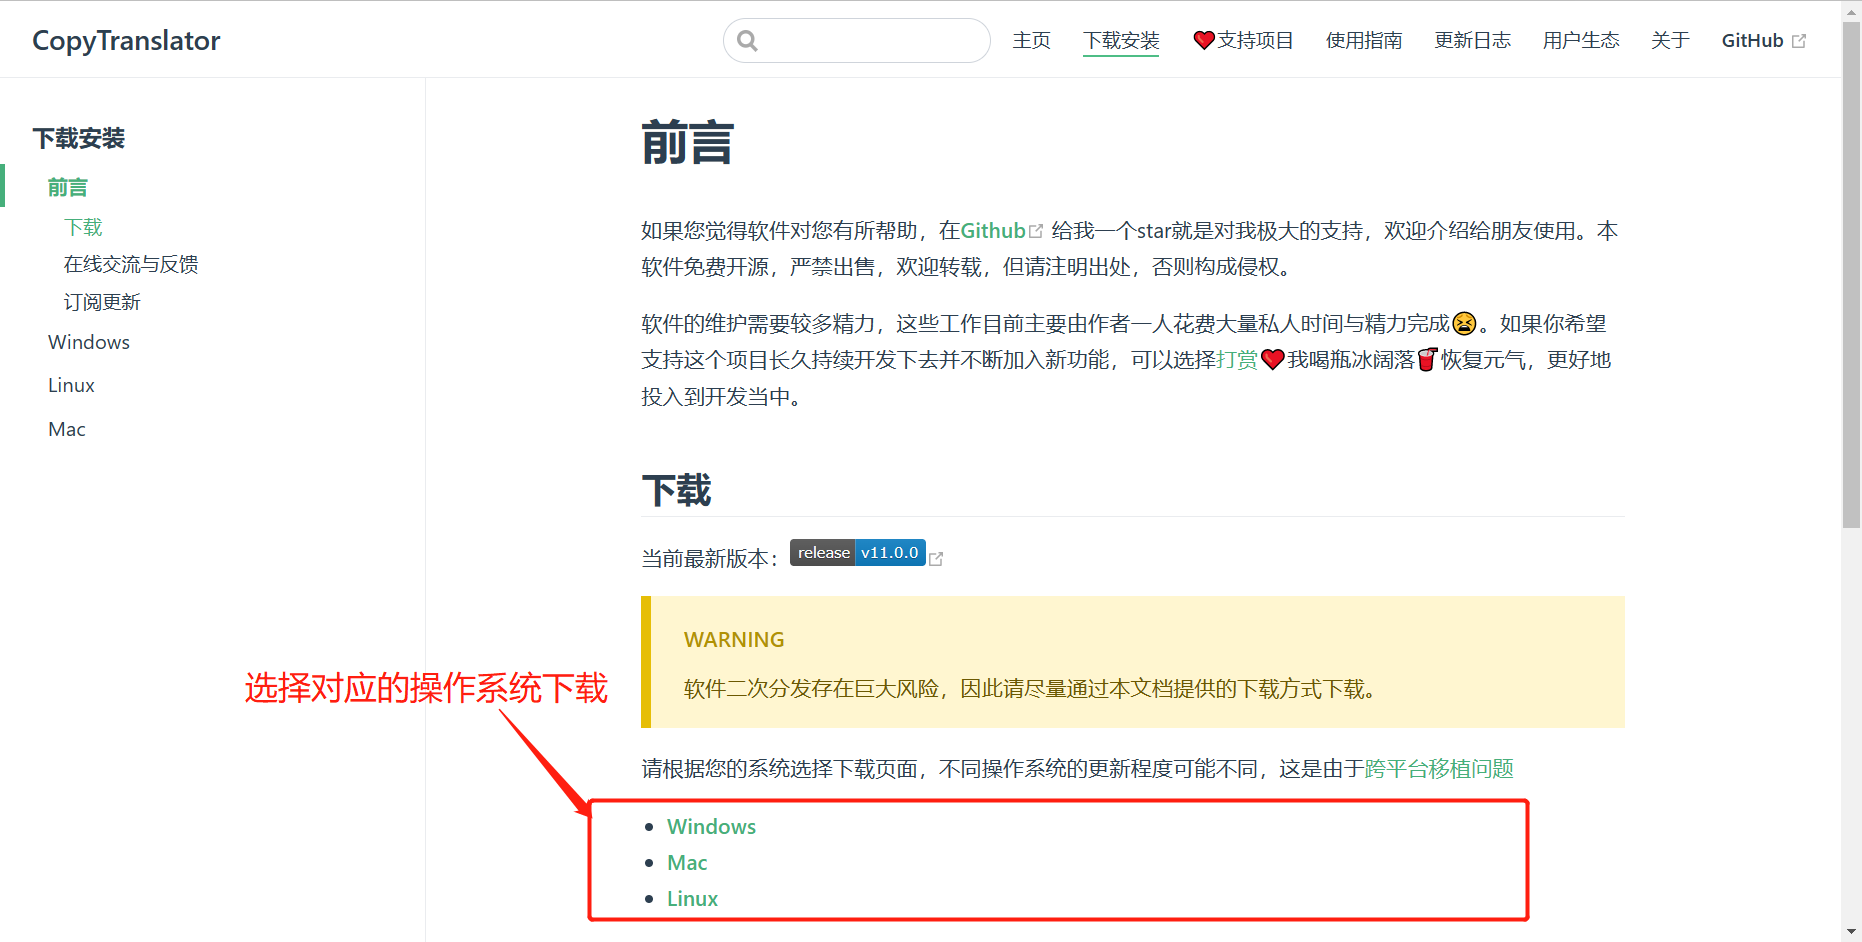 CopyTranslator
主页 下载安装 ❤️支持项目 使用指南 更新日志 用户生态 关于 GitHub
下载安装
前言
下载
在线交流与反馈
订阅更新
Windows
Linux
Mac
前言
如果您觉得软件对您有所帮助，在Github 给我一个star就是对我极大的支持，欢迎介绍给朋友使用。本
软件免费开源，严禁出售，欢迎转载，但请注明出处，否则构成侵权。
软件的维护需要较多精力，这些工作目前主要由作者一人花费大量私人时间与精力完成😫。如果你希望
支持这个项目长久持续开发下去并不断加入新功能，可以选择打赏❤️我喝瓶冰阔落🥤恢复元气，更好地
投入到开发当中。
下载
当前最新版本： release v11.0.0
WARNING
软件二次分发存在巨大风险，因此请尽量通过本文档提供的下载方式下载。
选择对应的操作系统下载
请根据您的系统选择下载页面，不同操作系统的更新程度可能不同，这是由于跨平台移植问题
Windows
Mac
Linux